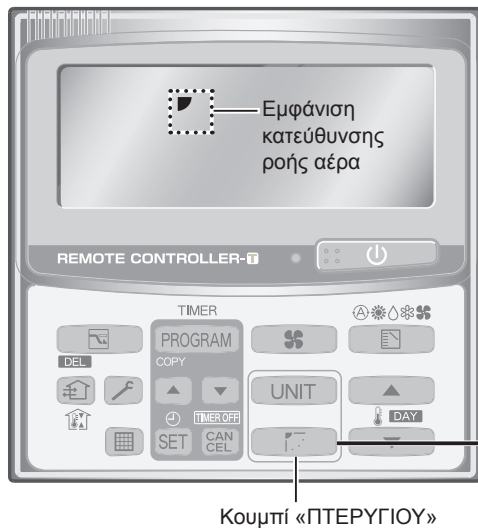 Εμφάνιση
κατεύθυνσης
ροής αέρα
REMOTE CONTROLLER-T
TIMER
PROGRAM
DEL
COPY
UNIT
TIMER OFF
DAY
SET
CAN
CEL
Κουμπί «ΠΤΕΡΥΓΙΟΥ»